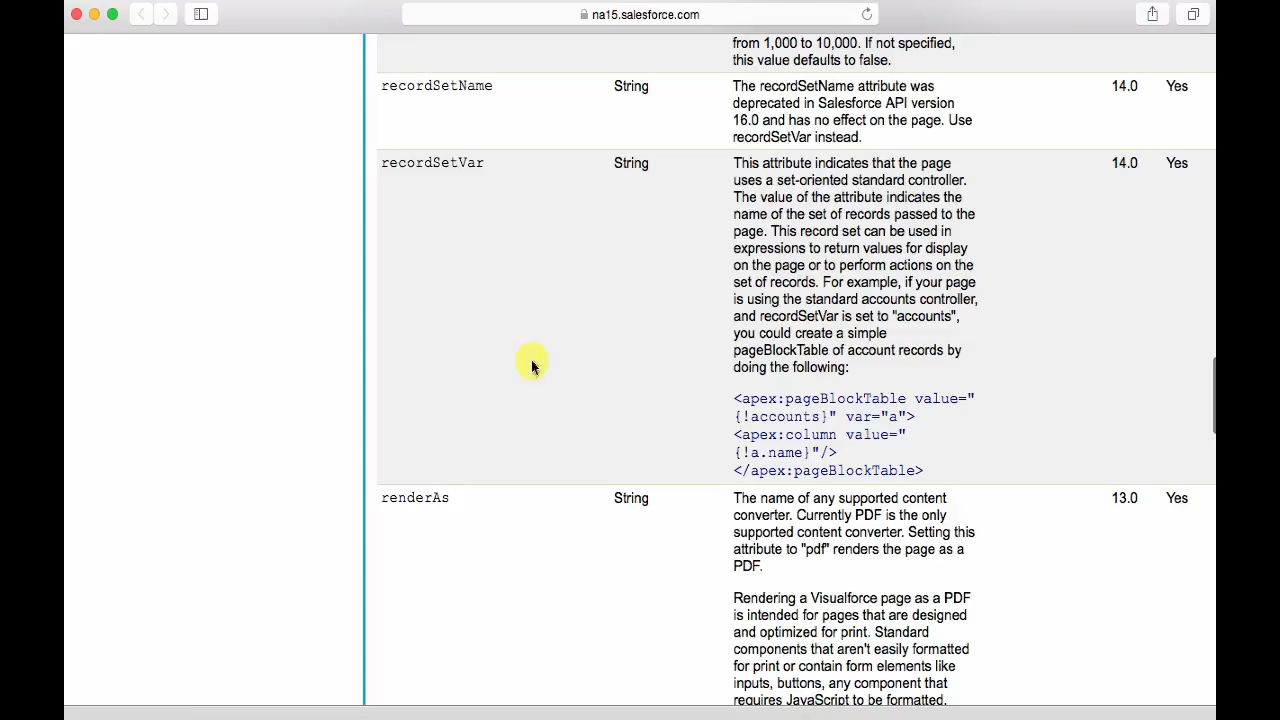 na15.salesforce.com
from 1,000 to 10,000. If not specified,
this value defaults to false.
recordSetName String The recordSetName attribute was 14.0 Yes
deprecated in Salesforce API version
16.0 and has no effect on the page. Use
recordSetVar instead.
recordSetVar String This attribute indicates that the page 14.0 Yes
uses a set-oriented standard controller.
The value of the attribute indicates the
name of the set of records passed to the
page. This record set can be used in
expressions to return values for display
on the page or to perform actions on the
set of records. For example, if your page
is using the standard accounts controller,
and recordSetVar is set to "accounts",
you could create a simple
pageBlockTable of account records by
doing the following:
<apex:pageBlockTable value="
{!accounts}" var="a">
<apex:column value="
{!a.name}"/>
</apex:pageBlockTable>
renderAs String The name of any supported content 13.0 Yes
converter. Currently PDF is the only
supported content converter. Setting this
attribute to "pdf" renders the page as a
PDF.
Rendering a Visualforce page as a PDF
is intended for pages that are designed
and optimized for print. Standard
components that aren't easily formatted
for print or contain form elements like
inputs, buttons, any component that
requires JavaScript to be formatted.